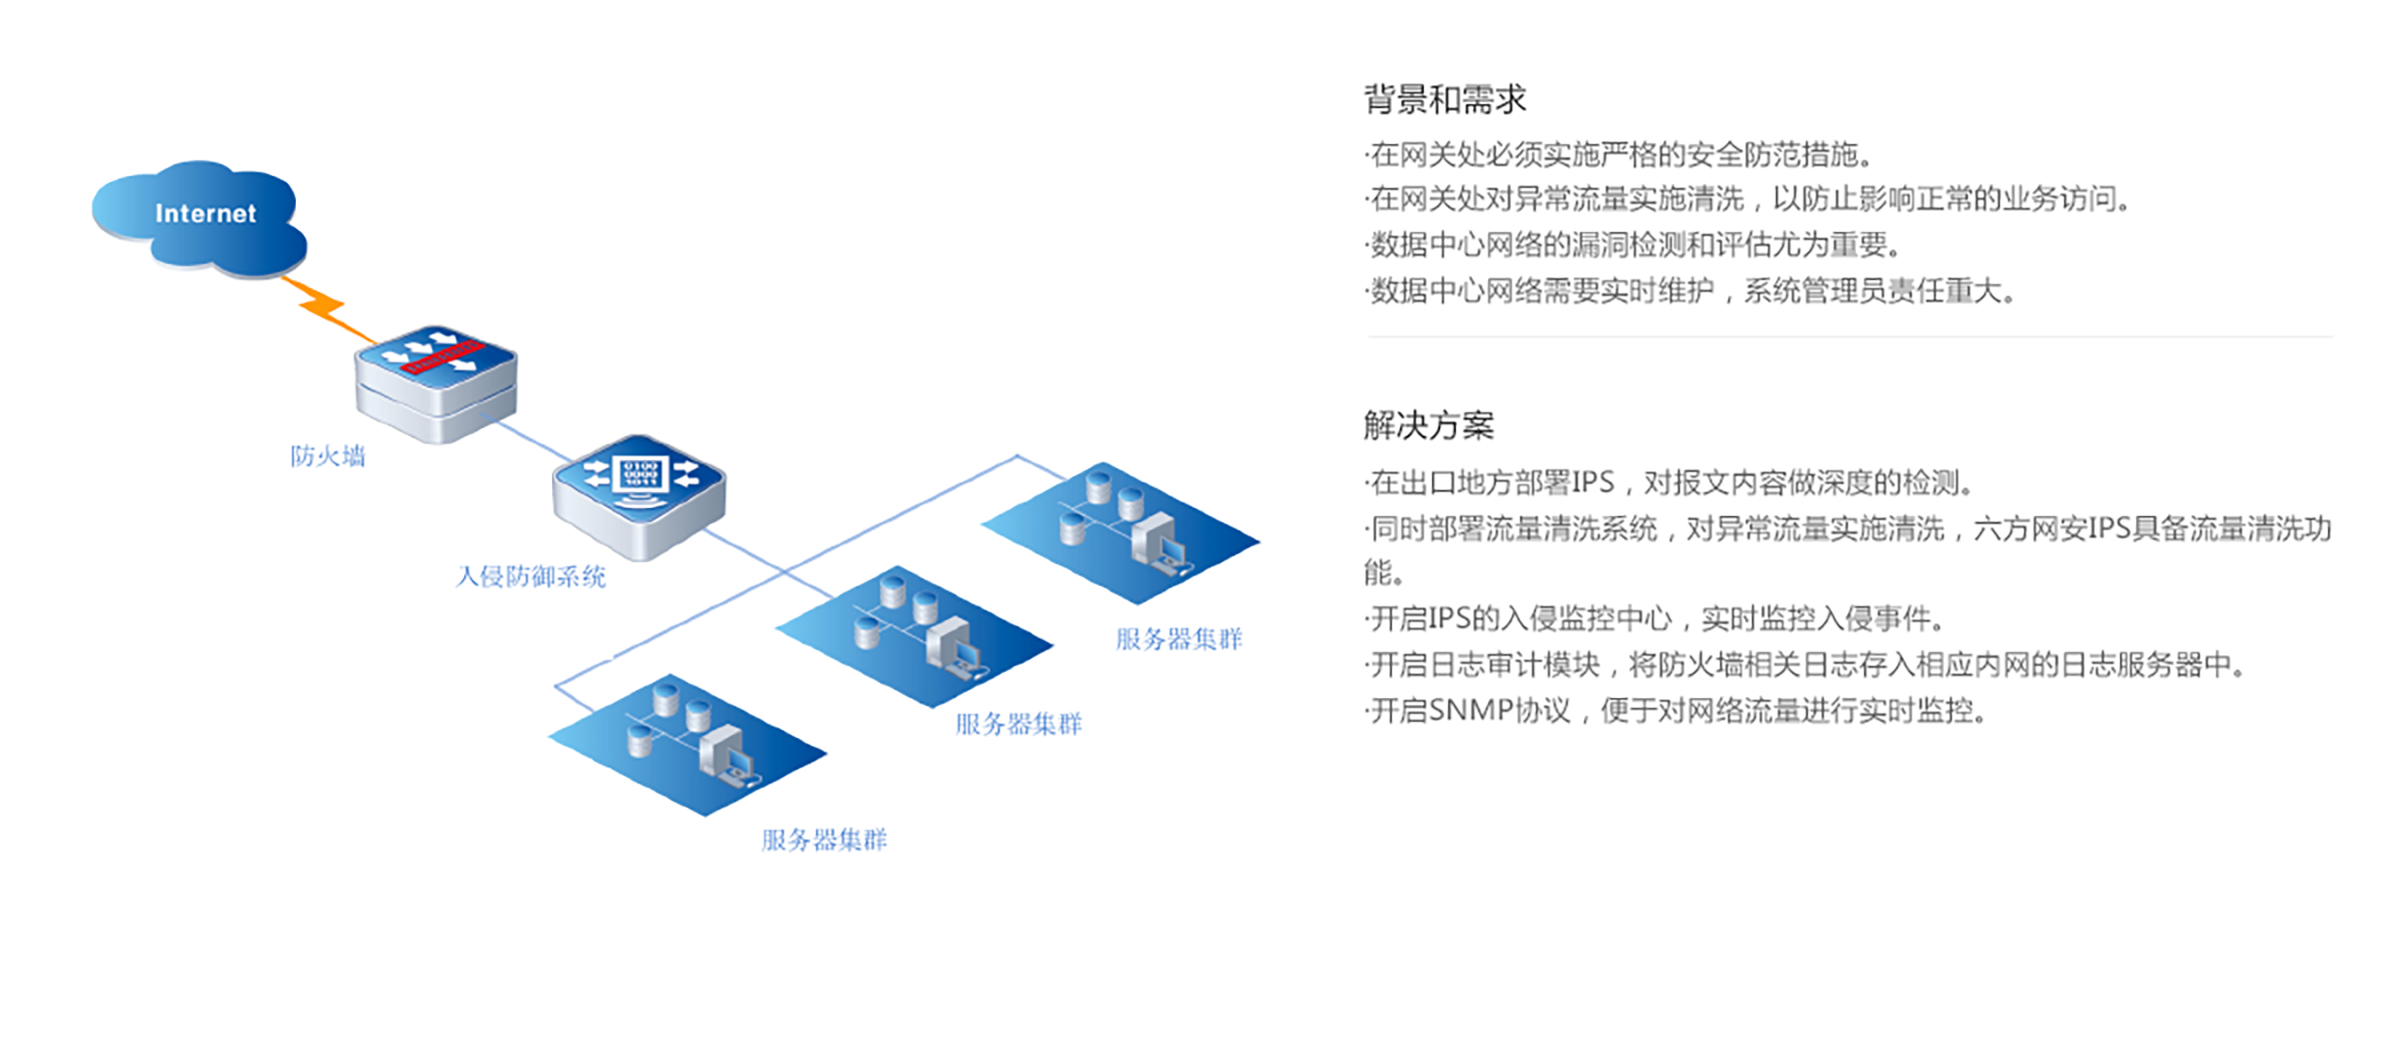 Internet
防火墙
入侵防御系统
服务器集群
服务器集群
服务器集群
背景和需求
·在网关处必须实施严格的安全防范措施。
·在网关处对异常流量实施清洗，以防止影响正常的业务访问。
·数据中心网络的漏洞检测和评估尤为重要。
·数据中心网络需要实时维护，系统管理员责任重大。
解决方案
·在出口地方部署IPS，对报文内容做深度的检测。
·同时部署流量清洗系统，对异常流量实施清洗，六方网安IPS具备流量清洗功
能。
·开启IPS的入侵监控中心，实时监控入侵事件。
·开启日志审计模块，将防火墙相关日志存入相应内网的日志服务器中。
·开启SNMP协议，便于对网络流量进行实时监控。
0100
0000
1011